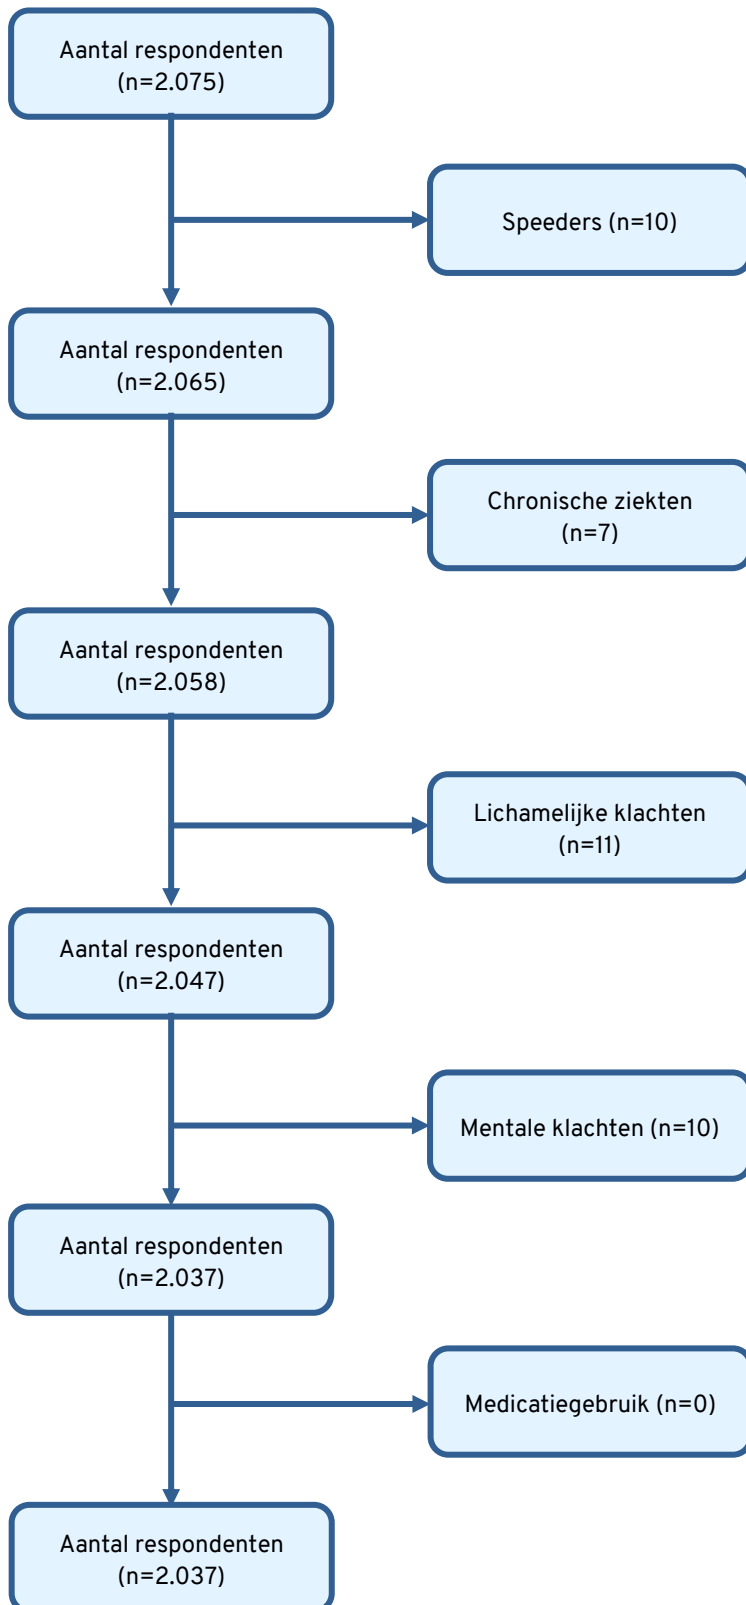 Aantal respondenten
(n=2.075)
Speeders (n=10)
Aantal respondenten
(n=2.065)
Chronische ziekten
(n=7)
Aantal respondenten
(n=2.058)
Lichamelijke klachten
(n=11)
Aantal respondenten
(n=2.047)
Mentale klachten (n=10)
Aantal respondenten
(n=2.037)
Medicatiegebruik (n=0)
Aantal respondenten
(n=2.037)